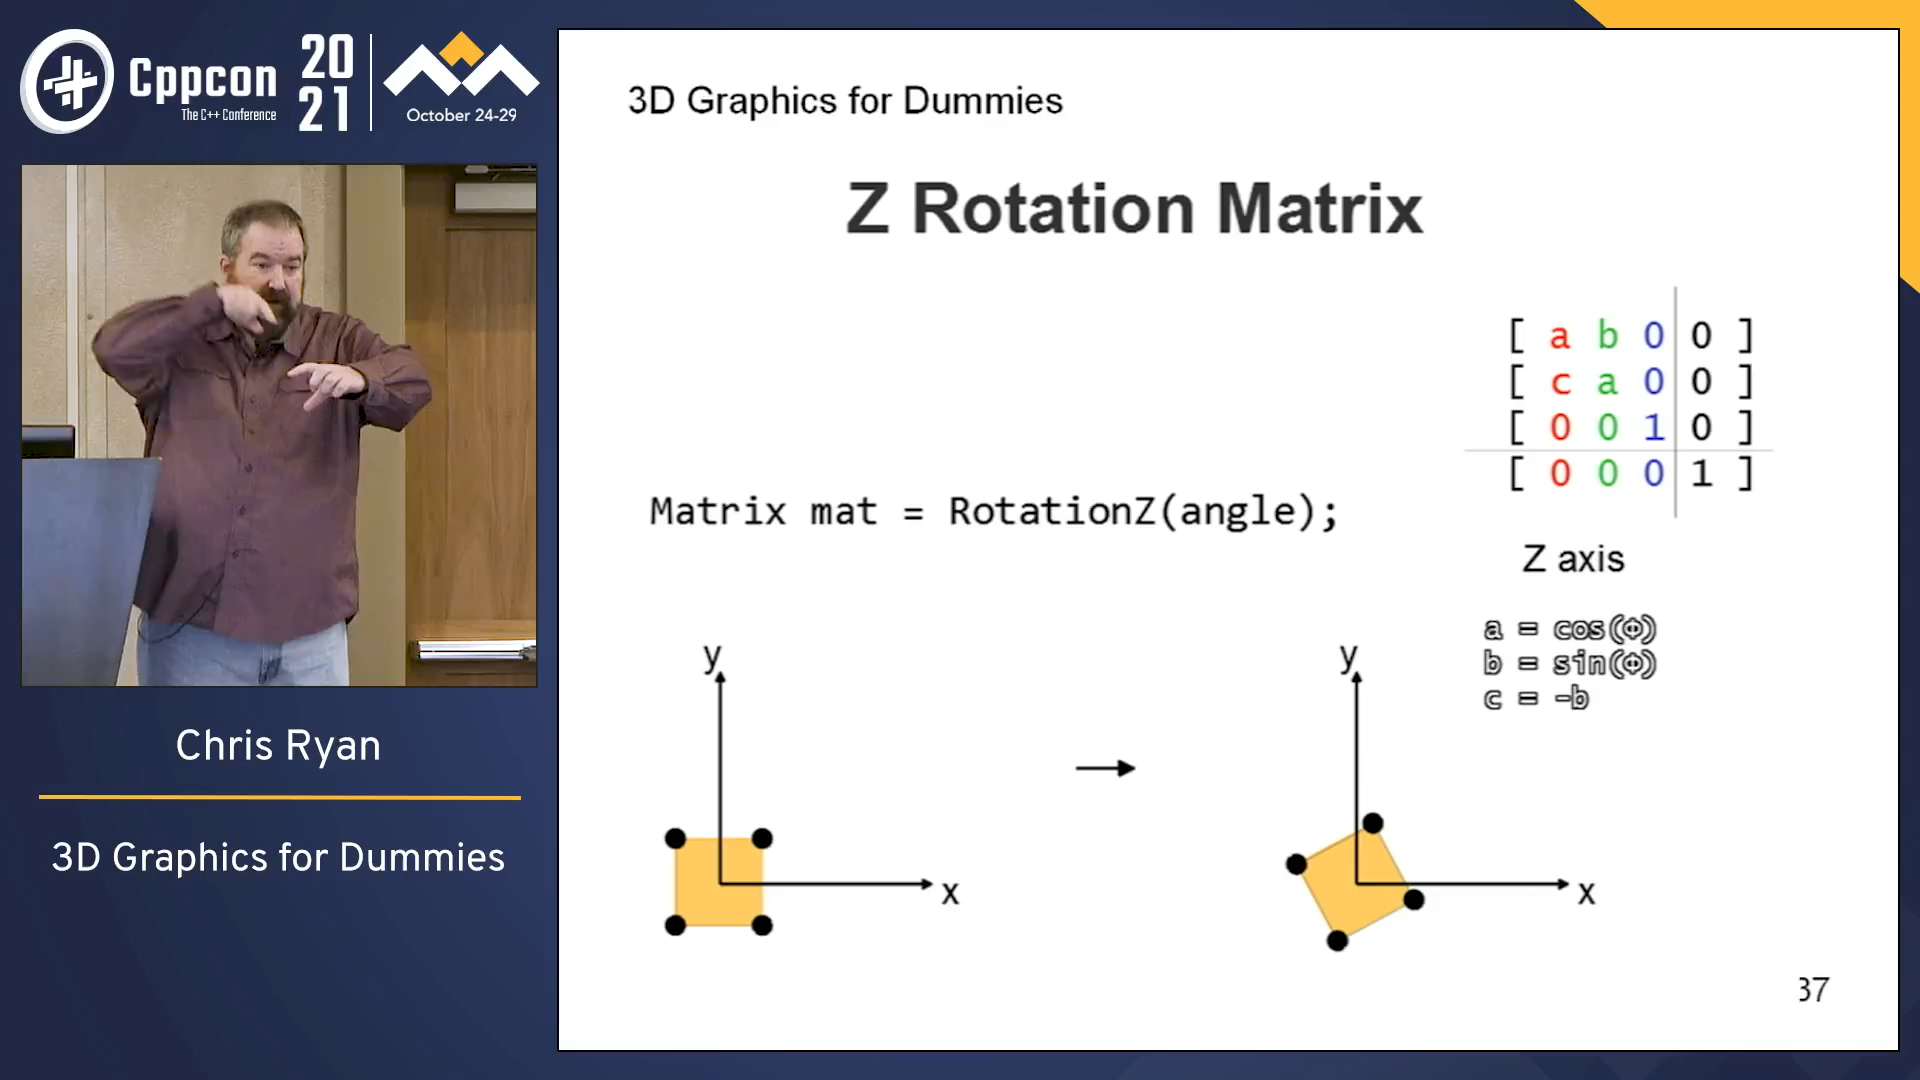 Cppcon
The C++ Conference
20
21
October 24-29
Chris Ryan
3D Graphics for Dummies
3D Graphics for Dummies
Z Rotation Matrix
[ a b 0 0 ]
[ c a 0 0 ]
[ 0 0 1 0 ]
[ 0 0 0 1 ]
Matrix mat = RotationZ(angle);
Z axis
a = cos(Φ)
b = sin(Φ)
c = -b
y
x
y
x
37